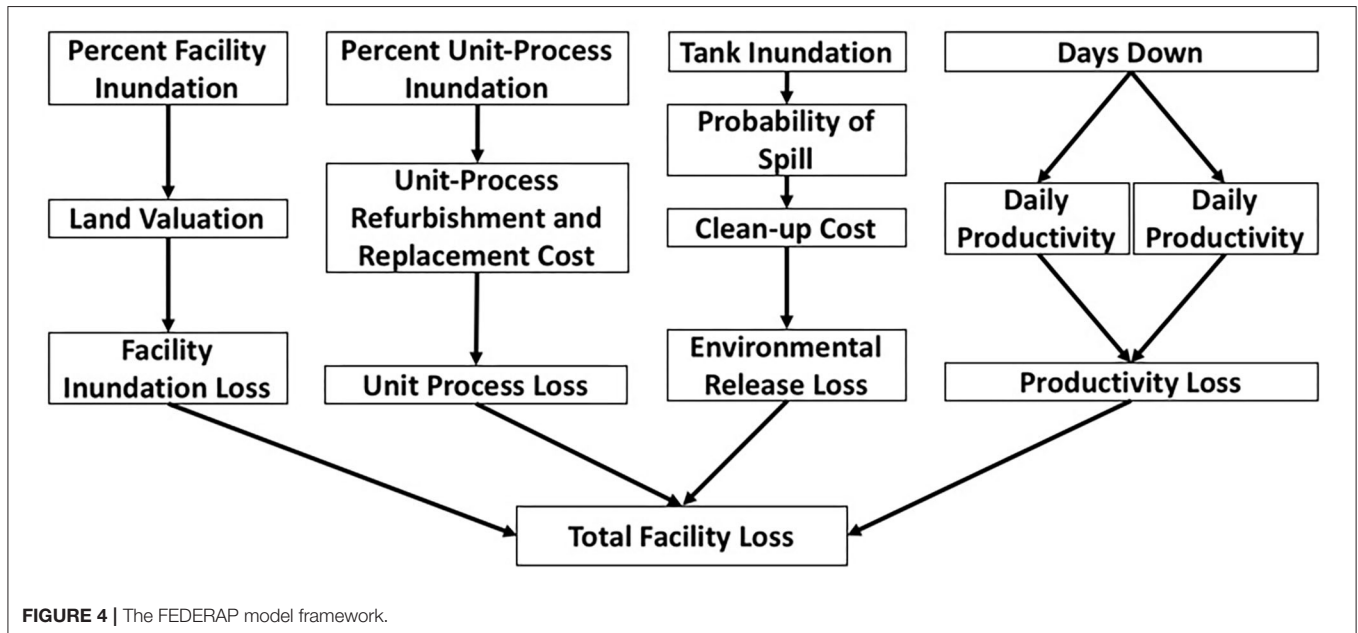 Percent Facility
Inundation
Land Valuation
Facility
Inundation Loss
Percent Unit-Process
Inundation
Unit-Process
Refurbishment and
Replacement Cost
Unit Process Loss
Tank Inundation
Probability of
Spill
Clean-up Cost
Environmental
Release Loss
Days Down
Daily
Productivity
Daily
Productivity
Productivity Loss
Total Facility Loss
FIGURE 4 | The FEDERAP model framework.